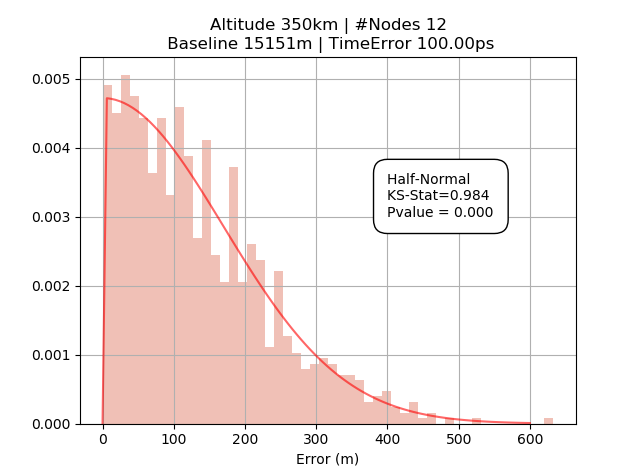 Altitude 350km | #Nodes 12
Baseline 15151m | TimeError 100.00ps
0.005
0.004
0.003
0.002
0.001
0.000
Half-Normal
KS-Stat=0.984
Pvalue = 0.000
0 100 200 300 400 500 600
Error (m)